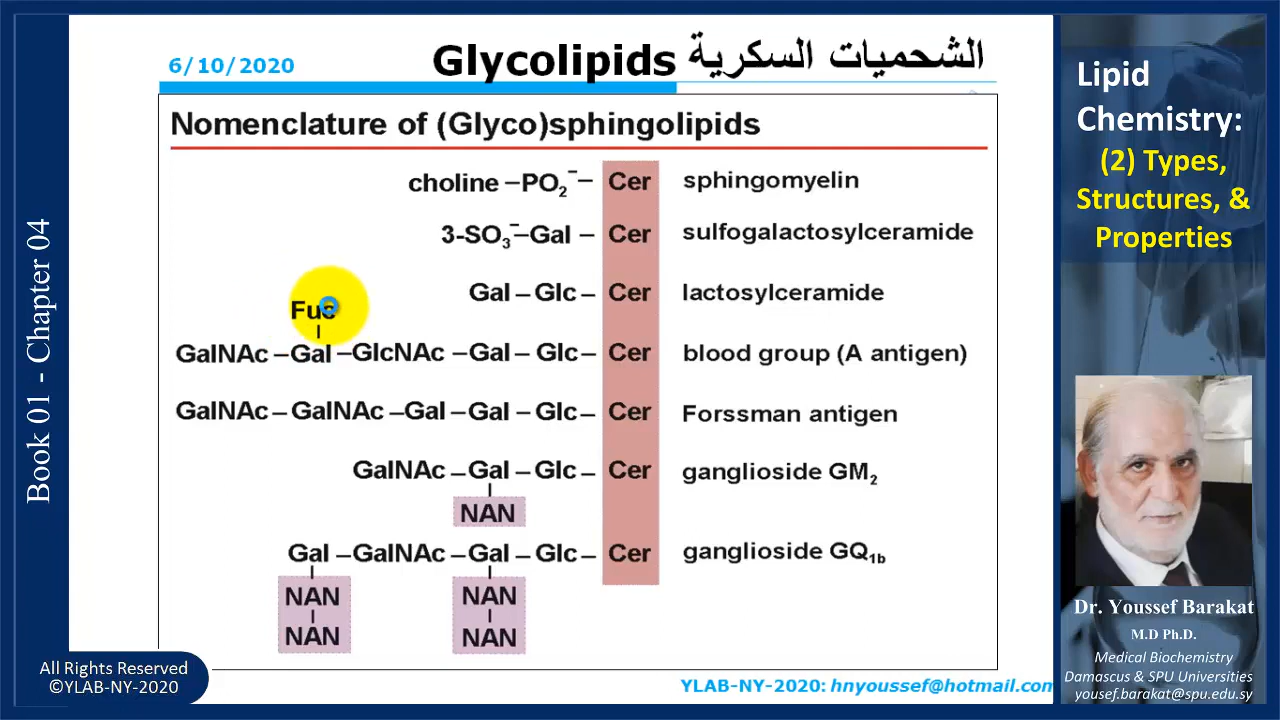 6/10/2020
Glycolipids الشحميات السكرية
Nomenclature of (Glyco)sphingolipids
choline –PO2– – Cer sphingomyelin
3-SO3– –Gal – Cer sulfogalactosylceramide
Gal – Glc – Cer lactosylceramide
Fuc
GalNAc –Gal –GlcNAc –Gal – Glc – Cer blood group (A antigen)
GalNAc – GalNAc –Gal –Gal – Glc – Cer Forssman antigen
GalNAc –Gal – Glc – Cer ganglioside GM2
NAN
Gal –GalNAc –Gal – Glc – Cer ganglioside GQ1b
NAN NAN
NAN NAN
YLAB-NY-2020: hnyoussef@hotmail.com
Book 01 - Chapter 04
All Rights Reserved
©YLAB-NY-2020
Lipid
Chemistry:
(2) Types,
Structures, &
Properties
Dr. Youssef Barakat
M.D Ph.D.
Medical Biochemistry
Damascus & SPU Universities
yousef.barakat@spu.edu.sy